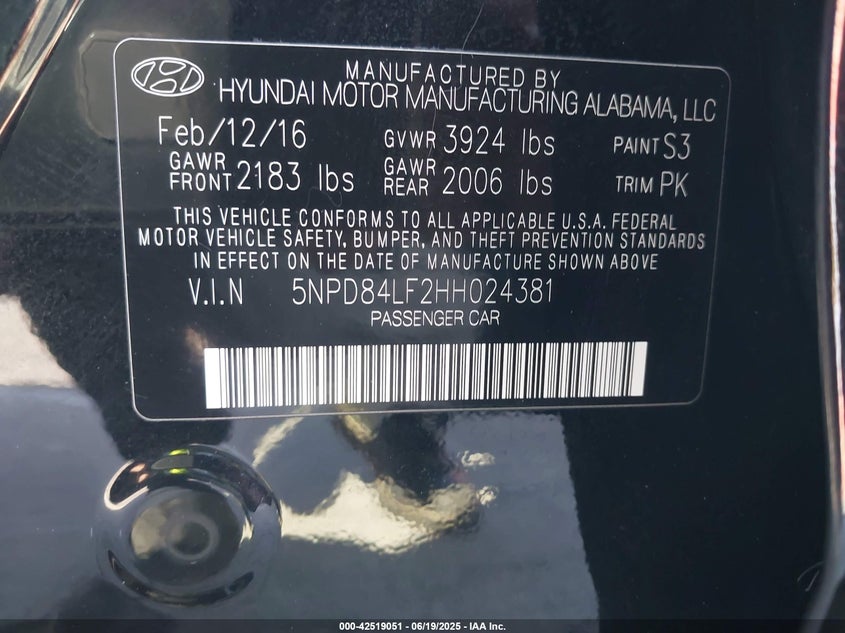 MANUFACTURED BY
HYUNDAI MOTOR MANUFACTURING ALABAMA, LLC
Feb/12/16 GVWR 3924 lbs PAINT S3
GAWR FRONT 2183 lbs GAWR REAR 2006 lbs TRIM PK
THIS VEHICLE CONFORMS TO ALL APPLICABLE U.S.A. FEDERAL
MOTOR VEHICLE SAFETY, BUMPER, AND THEFT PREVENTION STANDARDS
IN EFFECT ON THE DATE OF MANUFACTURE SHOWN ABOVE
V.I.N 5NPD84LF2HH024381
PASSENGER CAR
000-42519051 - 06/19/2025 - IAA Inc.